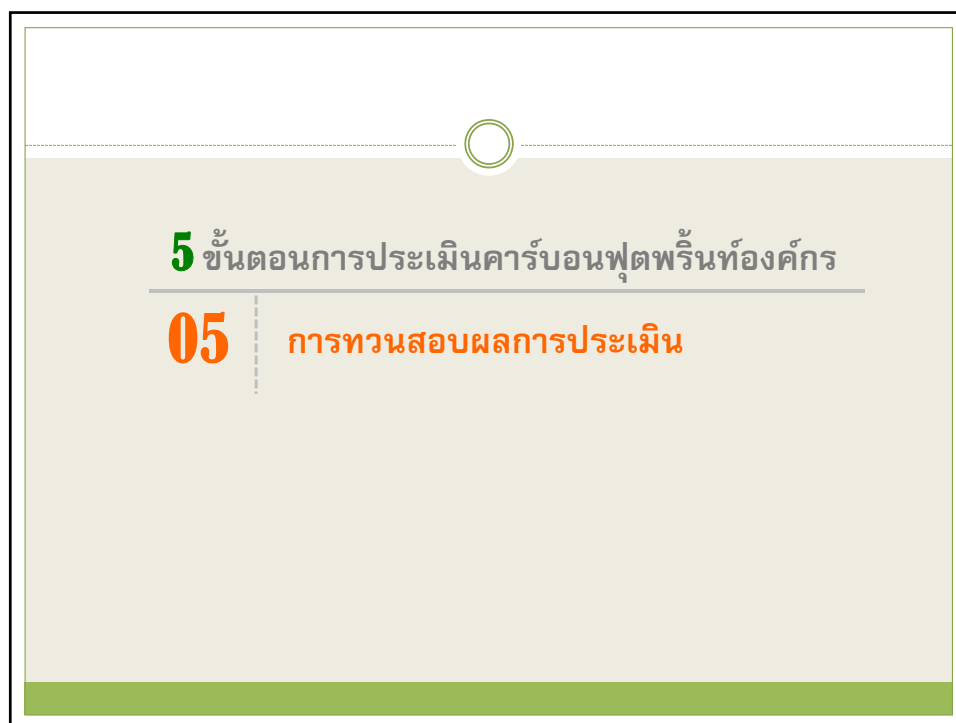 5 ขั้นตอนการประเมินคาร์บอนฟุตพริ้นท์องค์กร
05 การทวนสอบผลการประเมิน